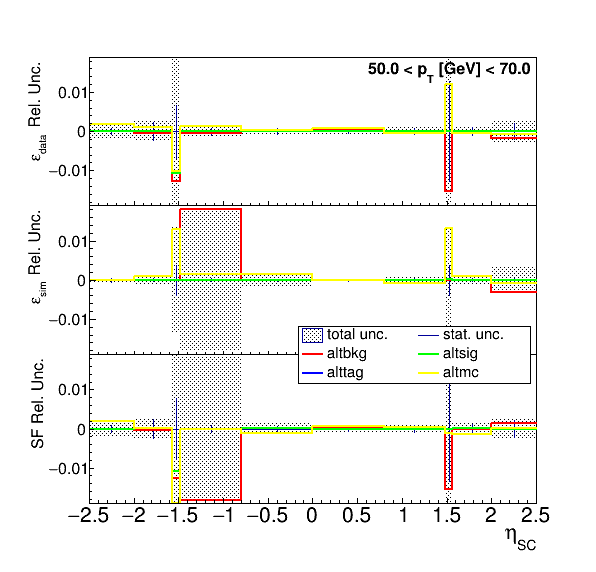 50.0 < p_T [GeV] < 70.0
ε_data Rel. Unc.
0.01
0
−0.01
ε_sim Rel. Unc.
0.01
0
−0.01
total unc. stat. unc.
altbkg altsig
alttag altmc
SF Rel. Unc.
0.01
0
−0.01
−2.5 −2 −1.5 −1 −0.5 0 0.5 1 1.5 2 2.5
η_SC